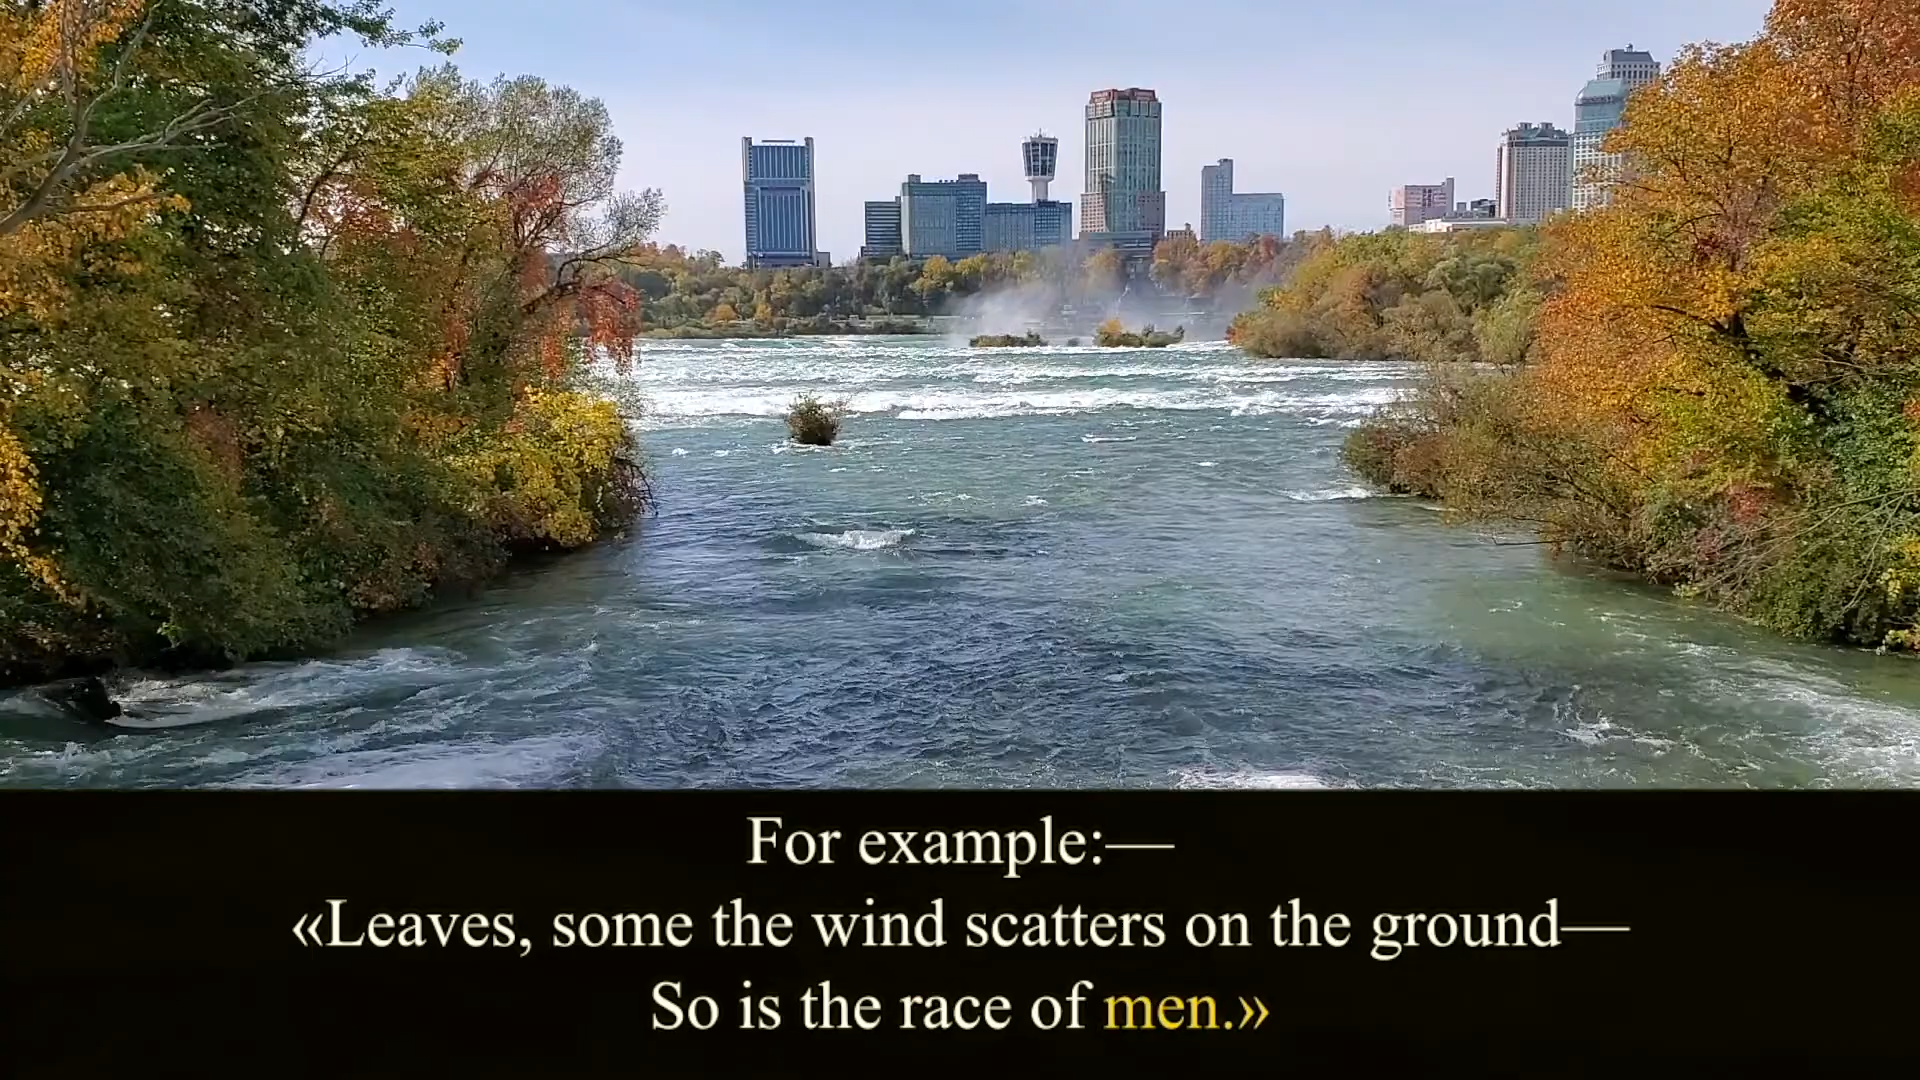 For example:—
«Leaves, some the wind scatters on the ground—
So is the race of men.»